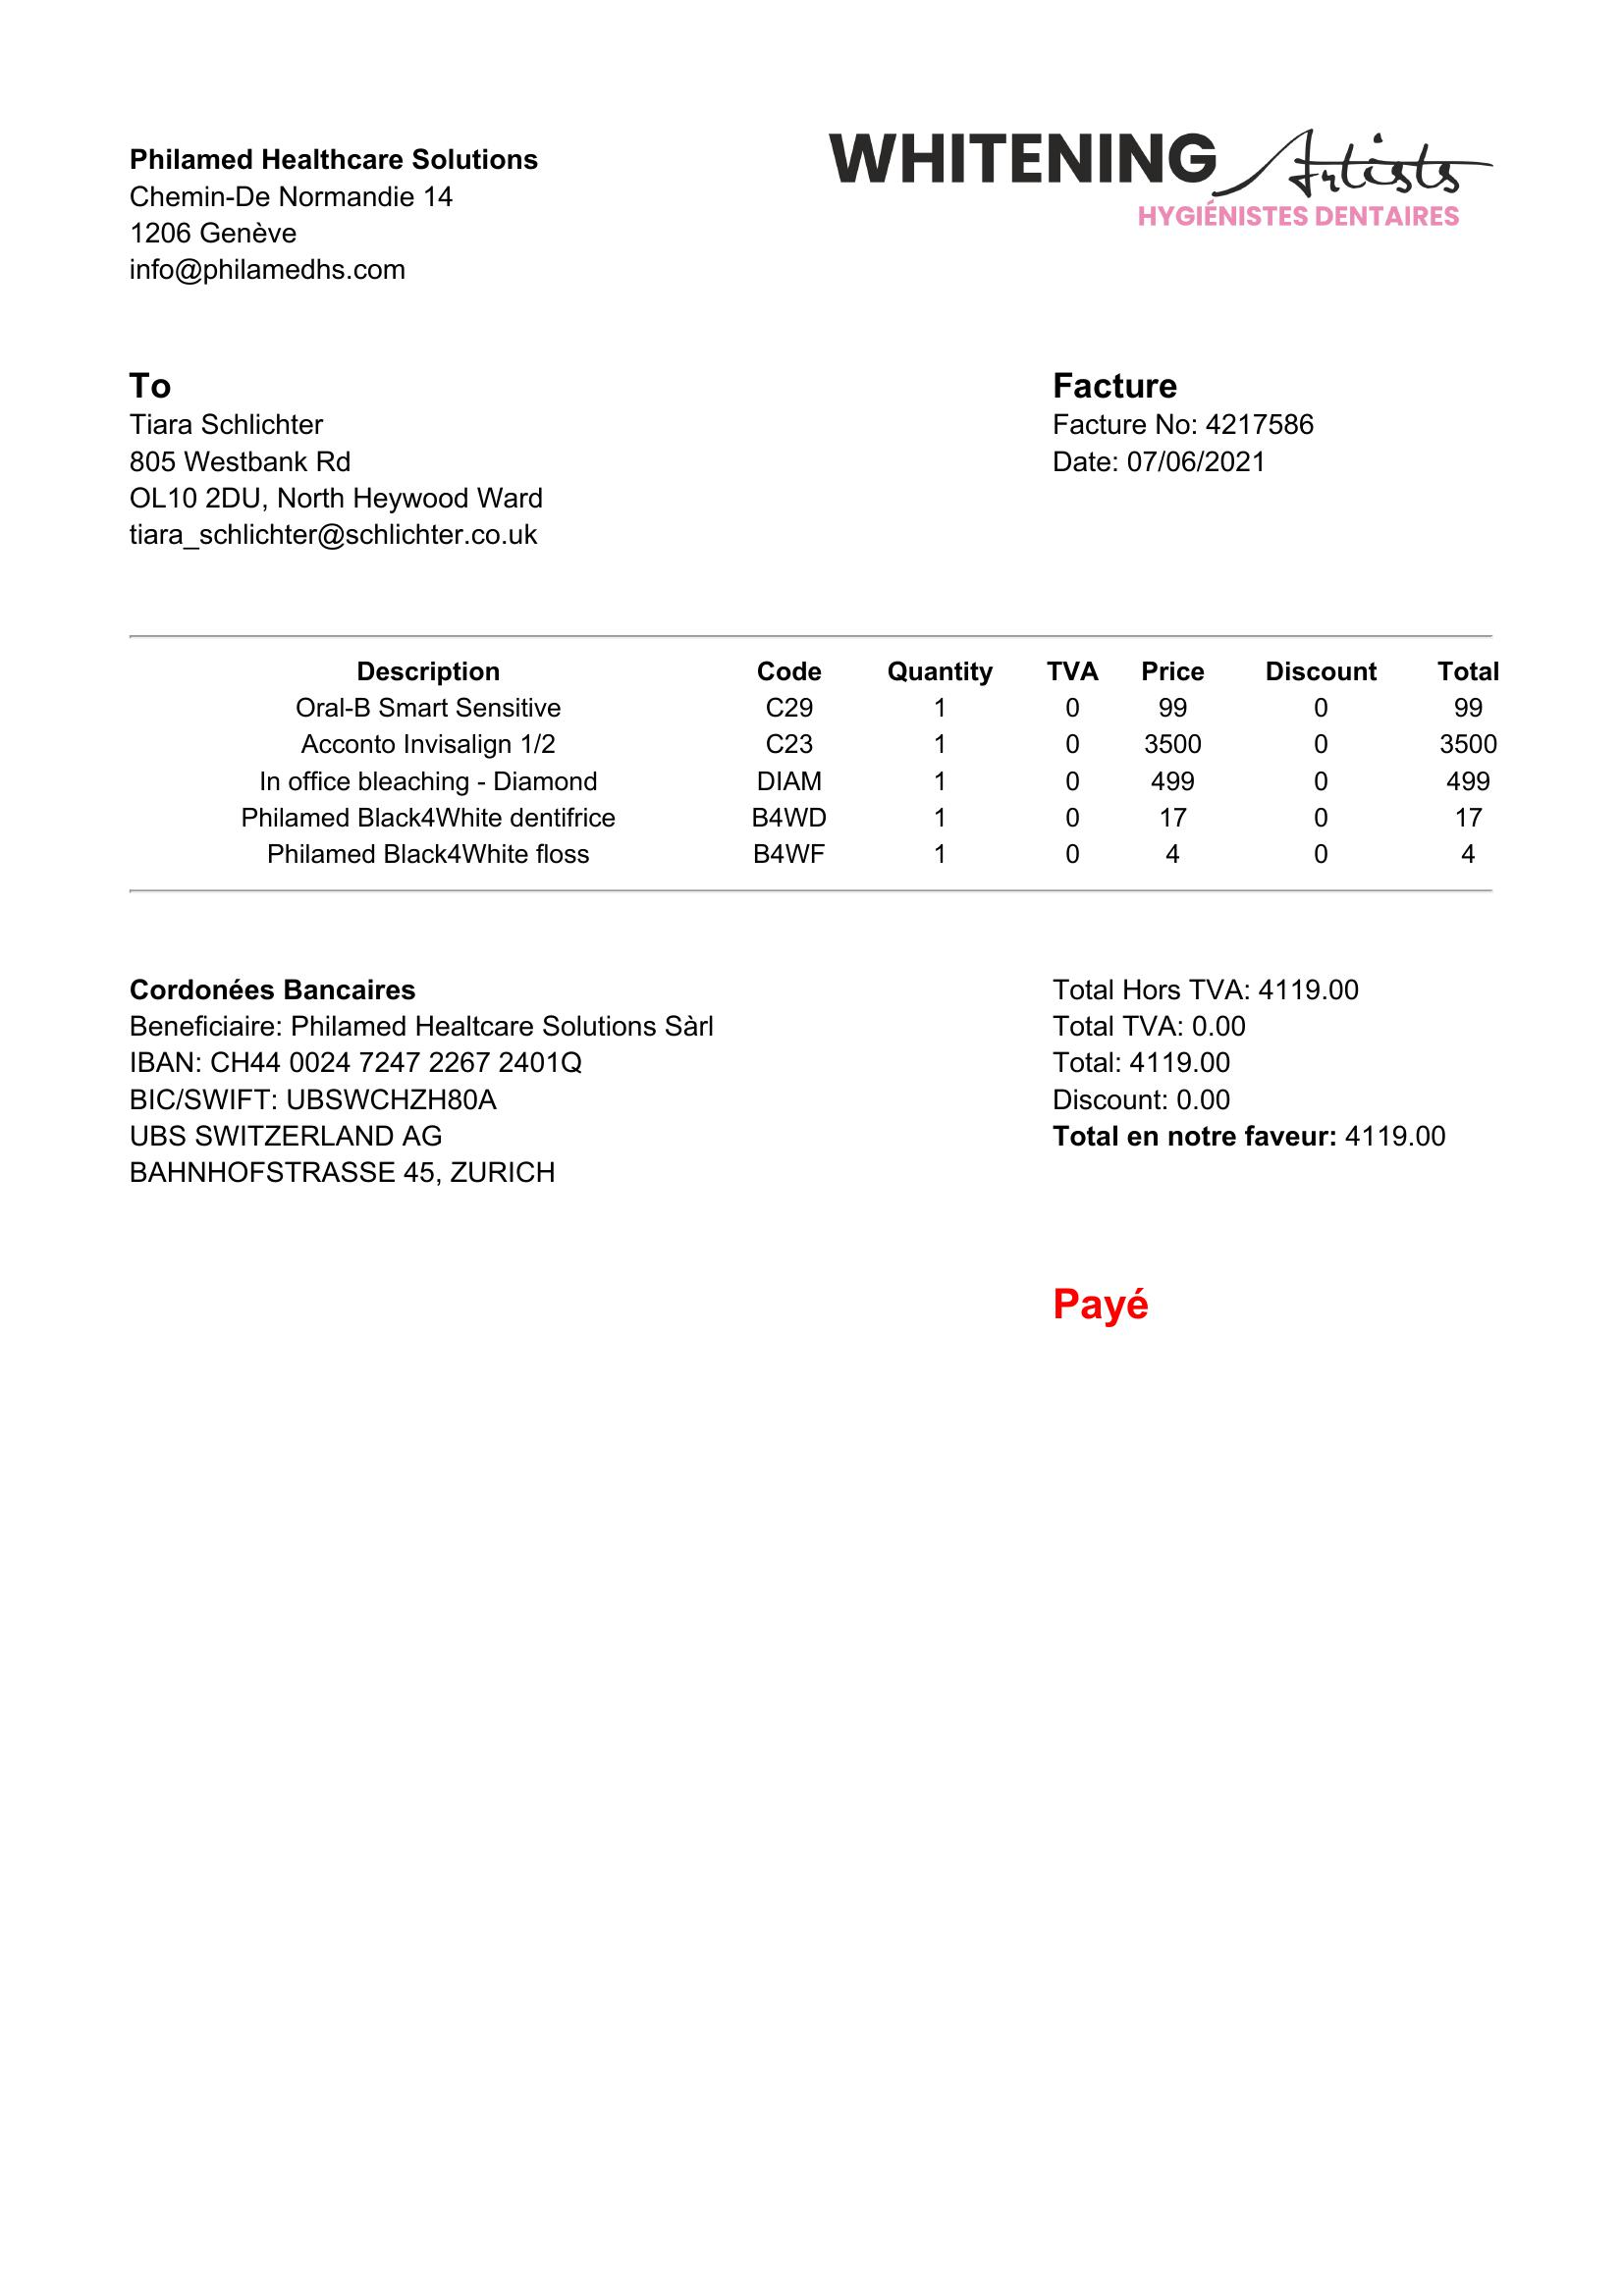 Philamed Healthcare Solutions
Chemin-De Normandie 14
1206 Genève
info@philamedhs.com
WHITENING Artists
HYGIÉNISTES DENTAIRES
To
Tiara Schlichter
805 Westbank Rd
OL10 2DU, North Heywood Ward
tiara_schlichter@schlichter.co.uk
Facture
Facture No: 4217586
Date: 07/06/2021
Description Code Quantity TVA Price Discount Total
Oral-B Smart Sensitive C29 1 0 99 0 99
Acconto Invisalign 1/2 C23 1 0 3500 0 3500
In office bleaching - Diamond DIAM 1 0 499 0 499
Philamed Black4White dentifrice B4WD 1 0 17 0 17
Philamed Black4White floss B4WF 1 0 4 0 4
Cordonées Bancaires
Beneficiaire: Philamed Healtcare Solutions Sàrl
IBAN: CH44 0024 7247 2267 2401Q
BIC/SWIFT: UBSWCHZH80A
UBS SWITZERLAND AG
BAHNHOFSTRASSE 45, ZURICH
Total Hors TVA: 4119.00
Total TVA: 0.00
Total: 4119.00
Discount: 0.00
Total en notre faveur: 4119.00
Payé